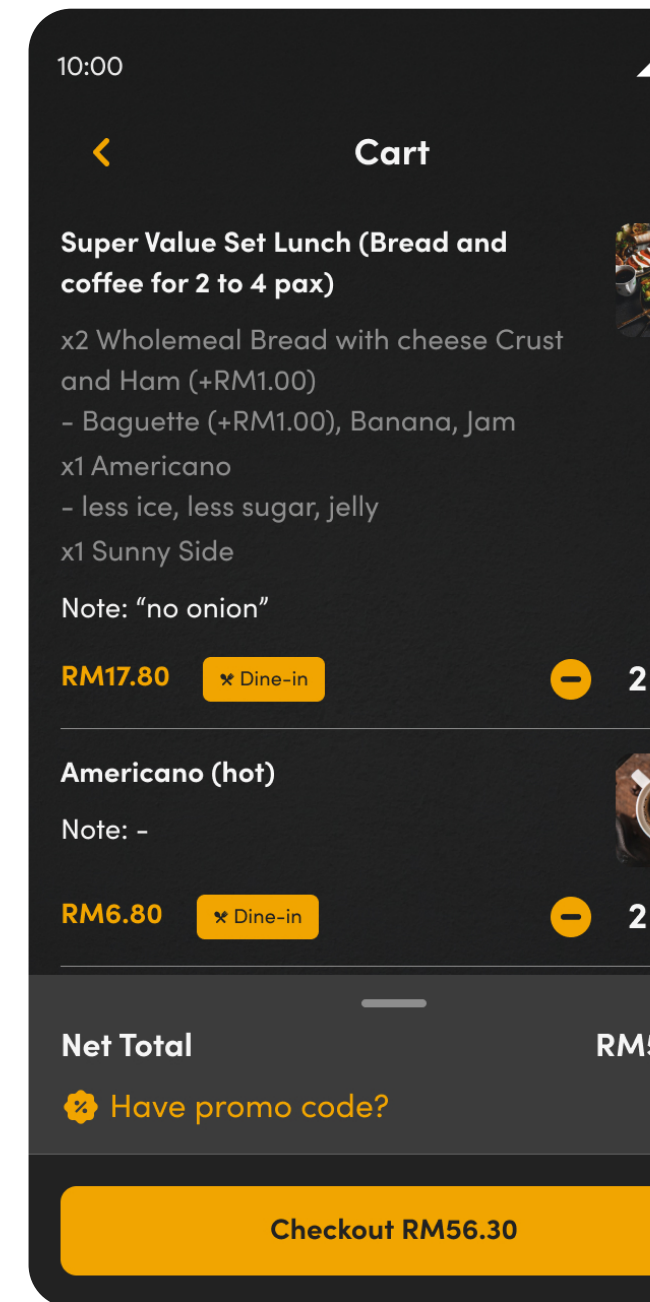 10:00
Cart
Super Value Set Lunch (Bread and
coffee for 2 to 4 pax)
x2 Wholemeal Bread with cheese Crust
and Ham (+RM1.00)
- Baguette (+RM1.00), Banana, Jam
x1 Americano
- less ice, less sugar, jelly
x1 Sunny Side
Note: “no onion”
RM17.80 Dine-in 2
Americano (hot)
Note: -
RM6.80 Dine-in 2
Net Total
Have promo code?
Checkout RM56.30